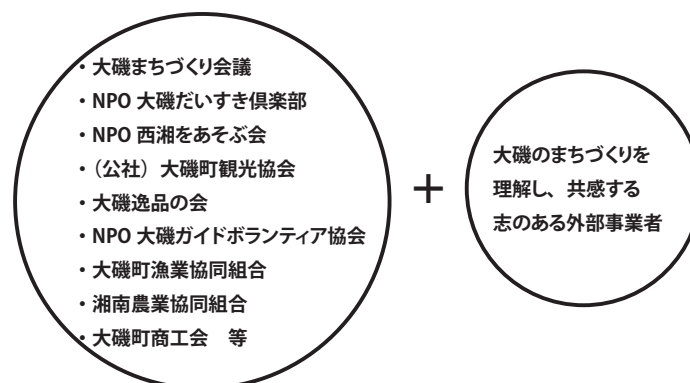 ・大磯まちづくり会議
・NPO 大磯だいすき倶楽部
・NPO 西湘をあそぶ会
・（公社）大磯町観光協会
・大磯逸品の会
・NPO 大磯ガイドボランティア協会
・大磯町漁業協同組合
・湘南農業協同組合
・大磯町商工会　等
+
大磯のまちづくりを
理解し、共感する
志のある外部事業者